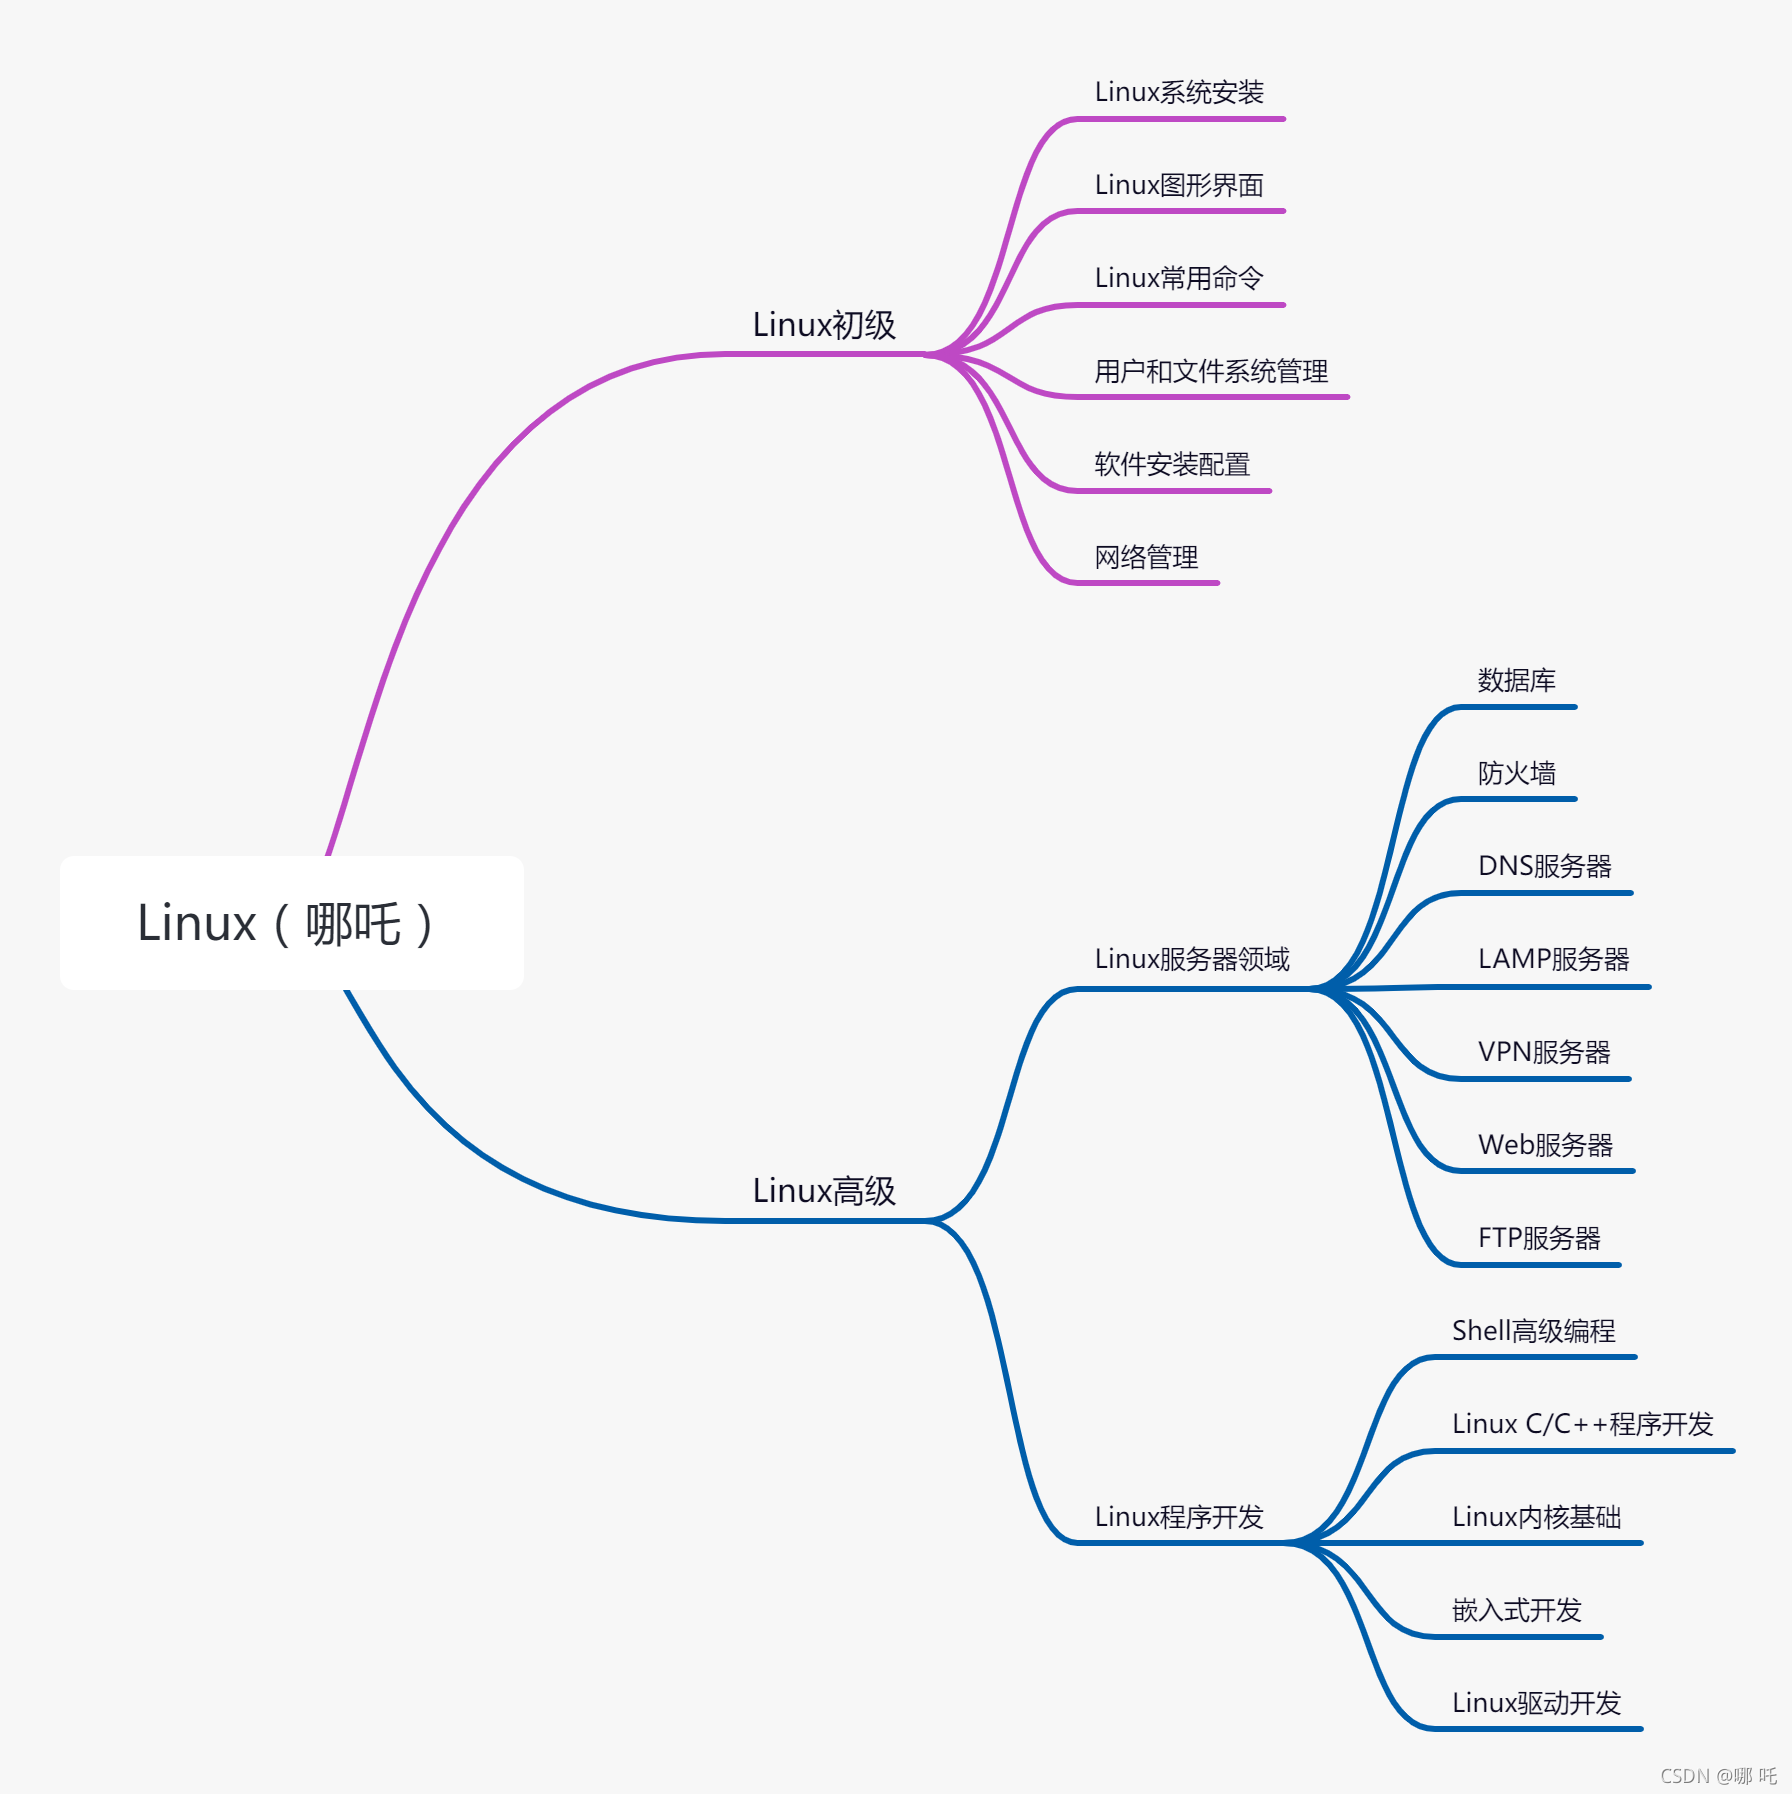 Linux（哪吒）
Linux初级
Linux系统安装
Linux图形界面
Linux常用命令
用户和文件系统管理
软件安装配置
网络管理
Linux高级
Linux服务器领域
数据库
防火墙
DNS服务器
LAMP服务器
VPN服务器
Web服务器
FTP服务器
Linux程序开发
Shell高级编程
Linux C/C++程序开发
Linux内核基础
嵌入式开发
Linux驱动开发
CSDN @哪 吒